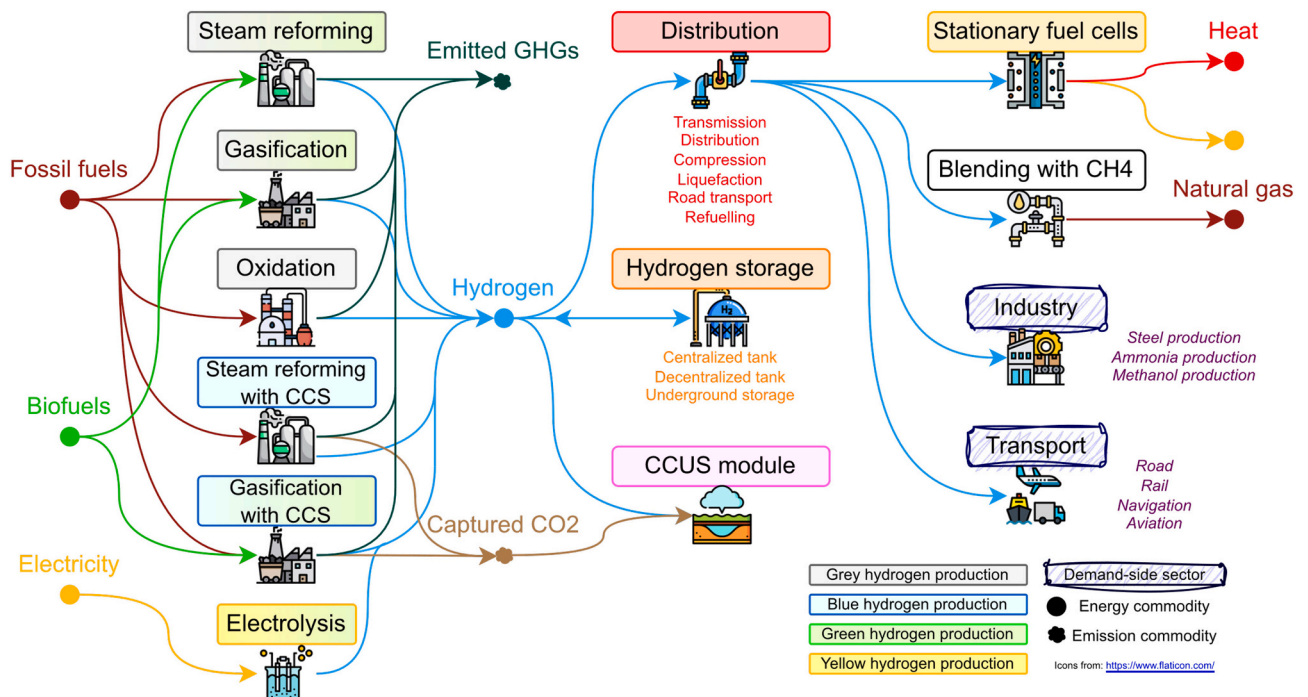 Steam reforming
Emitted GHGs
Distribution
Stationary fuel cells
Heat
Transmission
Distribution
Compression
Liquefaction
Road transport
Refuelling
Gasification
Fossil fuels
Blending with CH4
Natural gas
Oxidation
Hydrogen
Hydrogen storage
H2
Centralized tank
Decentralized tank
Underground storage
Industry
Steel production
Ammonia production
Methanol production
Steam reforming
with CCS
Biofuels
Transport
Road
Rail
Navigation
Aviation
CCUS module
Gasification
with CCS
Captured CO2
Electricity
Electrolysis
Grey hydrogen production
Blue hydrogen production
Green hydrogen production
Yellow hydrogen production
Demand-side sector
Energy commodity
Emission commodity
Icons from: https://www.flaticon.com/